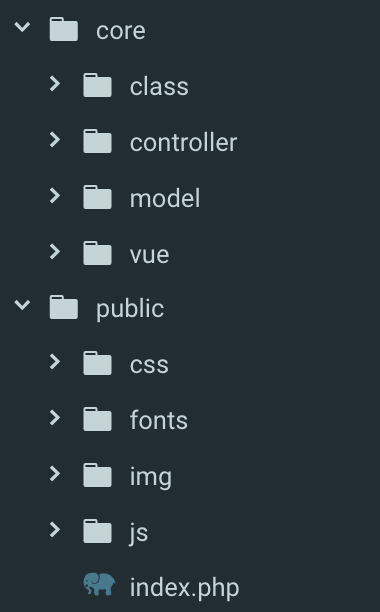 core
class
controller
model
vue
public
css
fonts
img
js
index.php